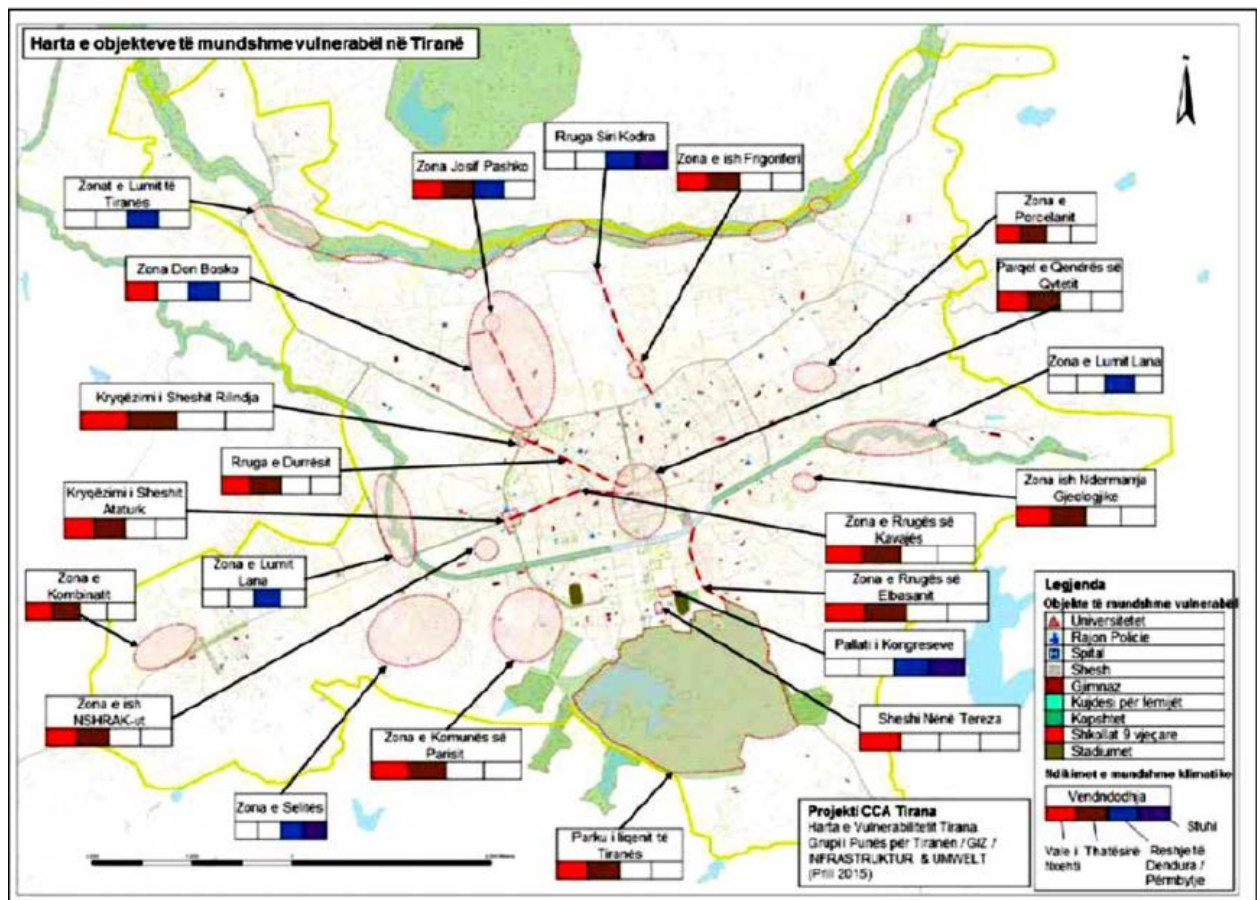 Harta e objekteve të mundshme vulnerabël në Tiranë
Rruga Siri Kodra
Zona Josif Pashko
Zona e ish Frigoriferi
Zonat e Lumit të
Tiranës
Zona e
Porcelanit
Zona Don Bosko
Parqet e Qendrës së
Qytetit
Zona e Lumit Lana
Kryqëzimi i Sheshit Rilindja
Rruga e Durrësit
Zona ish Ndermarrja
Gjeologjike
Kryqëzimi i Sheshit
Ataturk
Zona e Rrugës së
Kavajës
Zona e Lumit
Lana
Zona e
Kombinatit
Zona e Rrugës së
Elbasanit
Pallati i Kongreseve
Zona e ish
NSHRAK-ut
Sheshi Nënë Tereza
Zona e Komunës së
Parisit
Zona e Selitës
Parku i liqenit të
Tiranës
Projekti CCA Tirana
Harta e Vulnerabilitetit Tirana
Grupi i Punës për Tiranën / GIZ /
INFRASTRUKTUR & UMWELT
(Prill 2015)
Legjenda
Objekte të mundshme vulnerabël
Universitetet
Rajon Policie
H Spital
Shesh
Gjimnaz
Kujdesi për fëmijët
Kopshtet
Shkollat 9 vjeçare
Stadiumet
Ndikimet e mundshme klimatike
Vendndodhja
Stuhi
Vale i
Nxehti
Thatësirë
Reshje të
Dendura /
Përmbytje